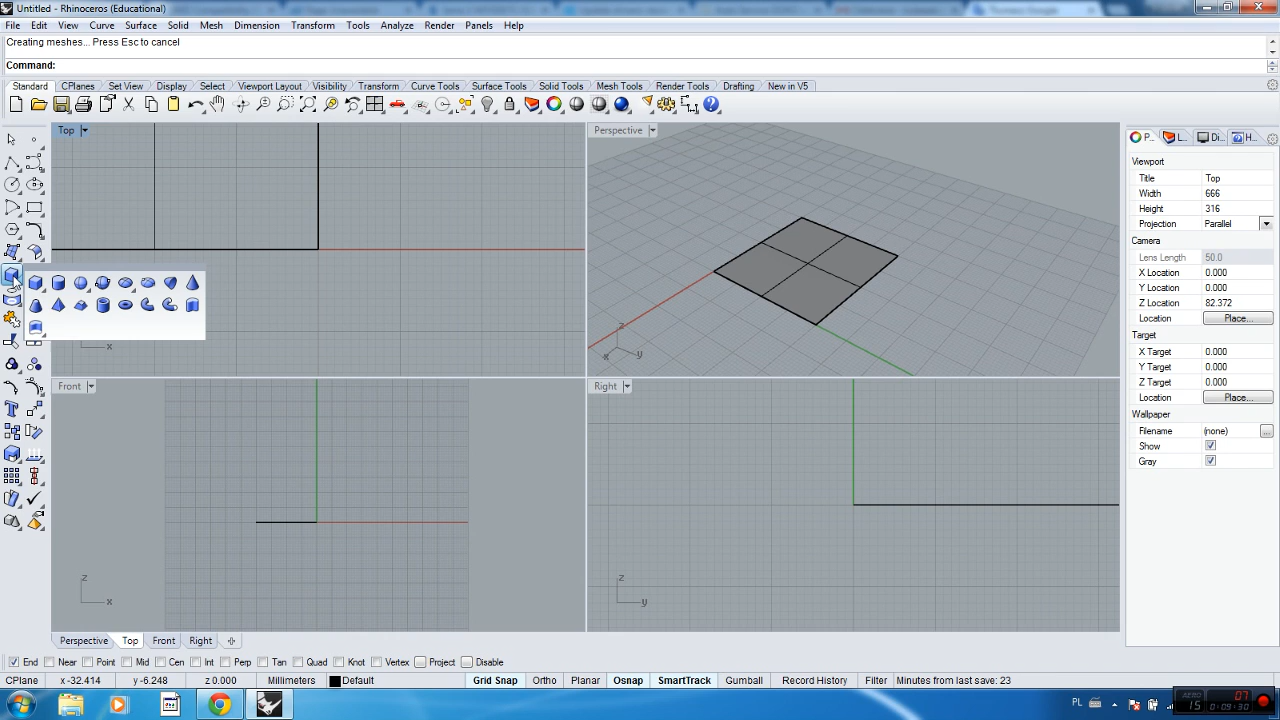 Untitled - Rhinoceros (Educational)
File Edit View Curve Surface Solid Mesh Dimension Transform Tools Analyze Render Panels Help
Creating meshes... Press Esc to cancel
Command:
Standard CPlanes Set View Display Select Viewport Layout Visibility Transform Curve Tools Surface Tools Solid Tools Mesh Tools Render Tools Drafting New in V5
Top
Perspective
P... L... Di... H...
Viewport
Title Top
Width 666
Height 316
Projection Parallel
Camera
Lens Length 50.0
X Location 0.000
Y Location 0.000
Z Location 82.372
Location Place...
Target
X Target 0.000
Y Target 0.000
Z Target 0.000
Location Place...
Wallpaper
Filename (none) ...
Show
Gray
x
z
x y
Front
Right
z
x
z
y
Perspective Top Front Right
End Near Point Mid Cen Int Perp Tan Quad Knot Vertex Project Disable
CPlane x -32.414 y -6.248 z 0.000 Millimeters Default Grid Snap Ortho Planar Osnap SmartTrack Gumball Record History Filter Minutes from last save: 23
PL
15 07
0:09:30